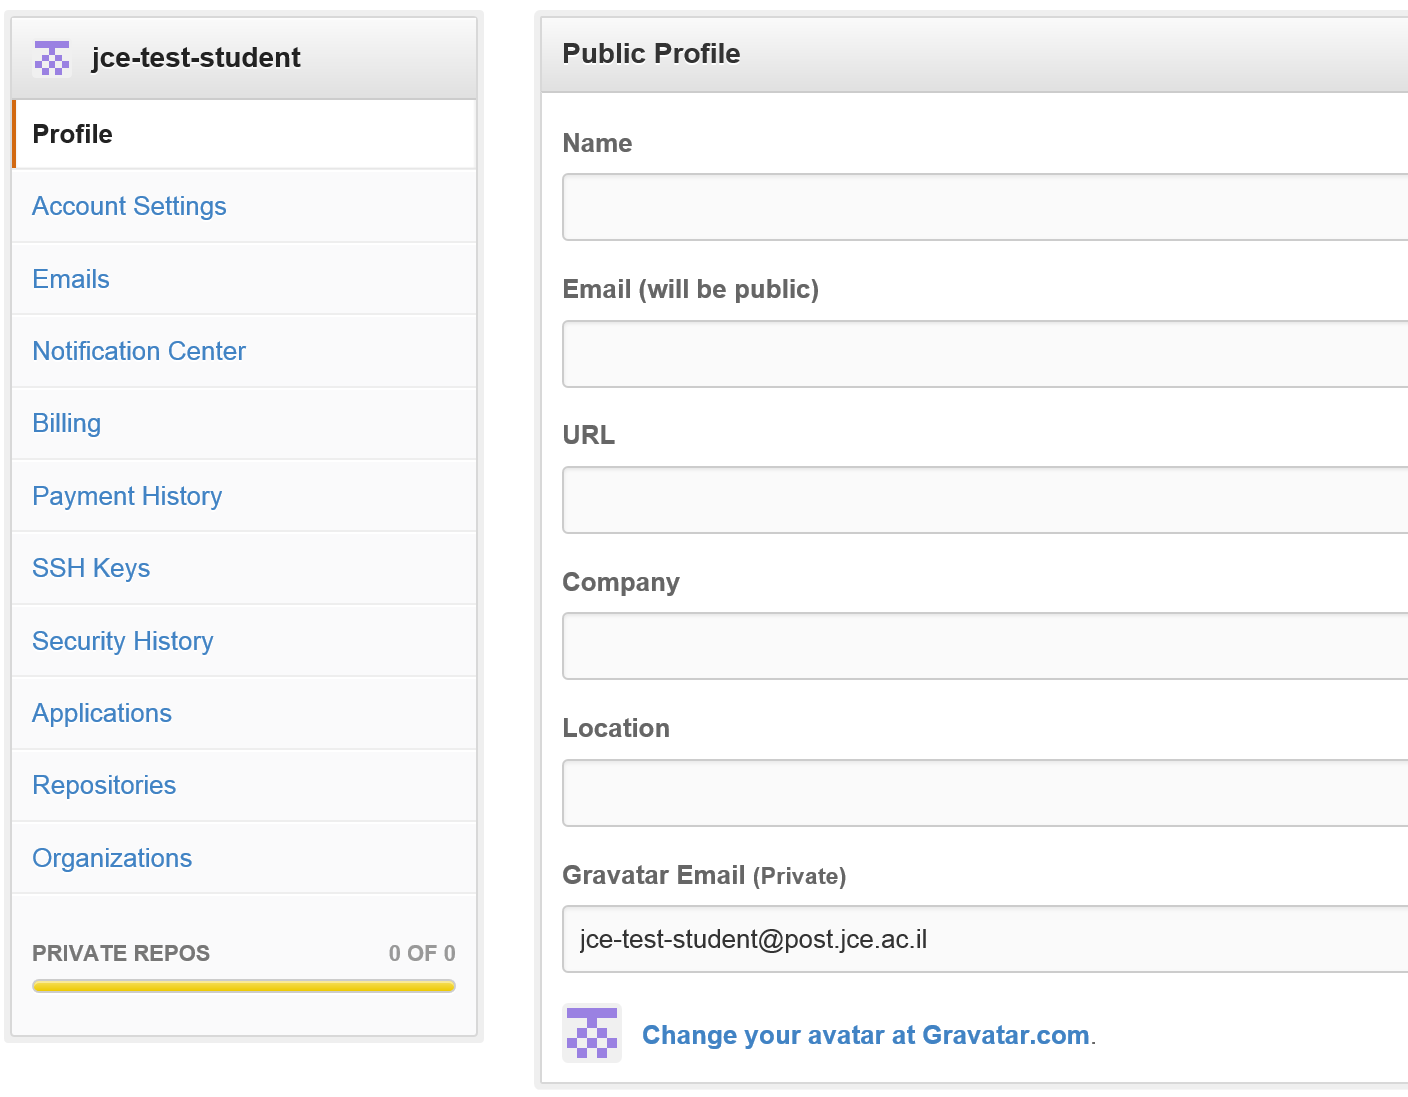 jce-test-student
Profile
Account Settings
Emails
Notification Center
Billing
Payment History
SSH Keys
Security History
Applications
Repositories
Organizations
PRIVATE REPOS 0 OF 0
Public Profile
Name
Email (will be public)
URL
Company
Location
Gravatar Email (Private)
jce-test-student@post.jce.ac.il
Change your avatar at Gravatar.com.